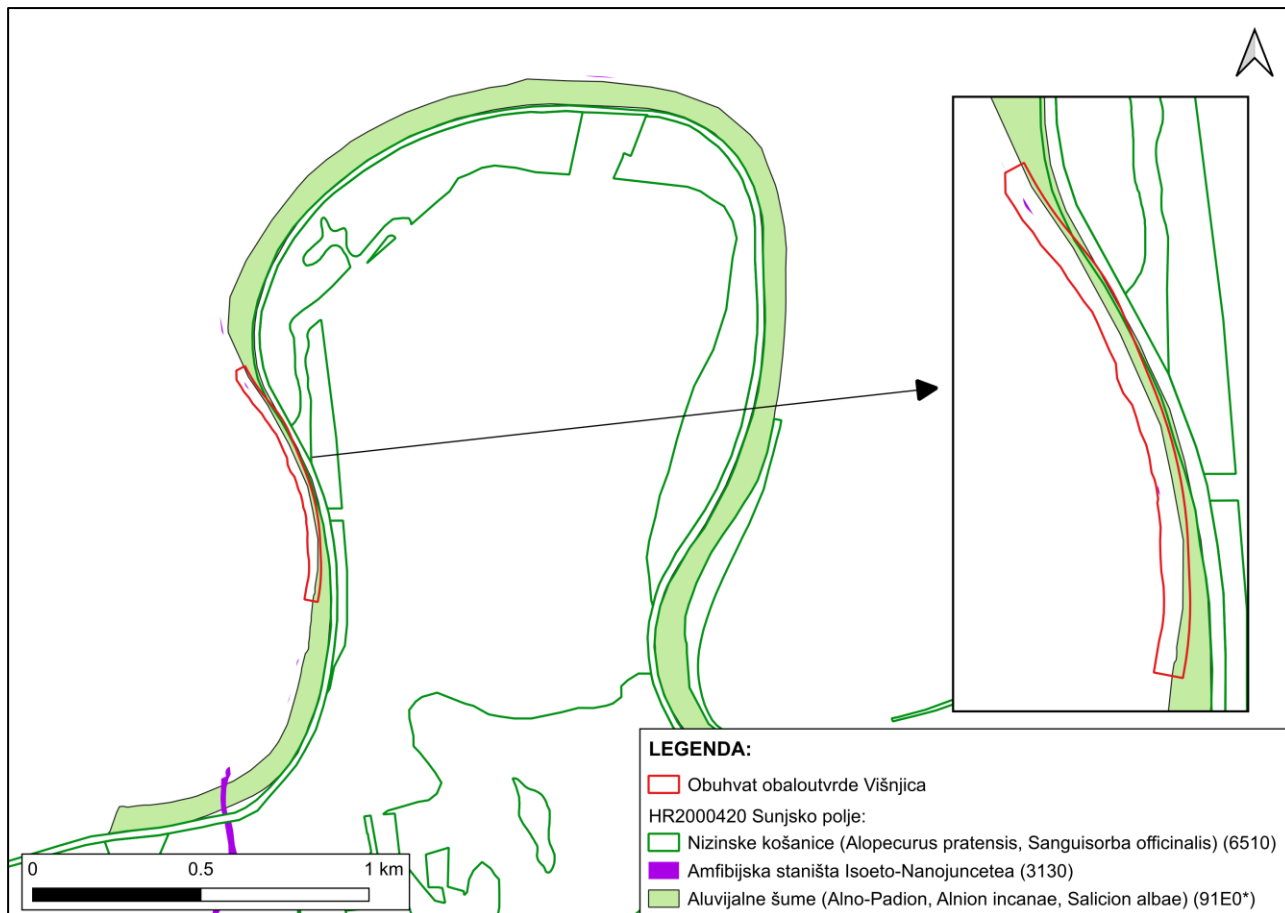 LEGENDA:
Obuhvat obaloutvrde Višnjica
HR2000420 Sunjsko polje:
Nizinske košanice (Alopecurus pratensis, Sanguisorba officinalis) (6510)
Amfibijska staništa Isoeto-Nanojuncetea (3130)
Aluvijalne šume (Alno-Padion, Alnion incanae, Salicion albae) (91E0*)
0 0.5 1 km